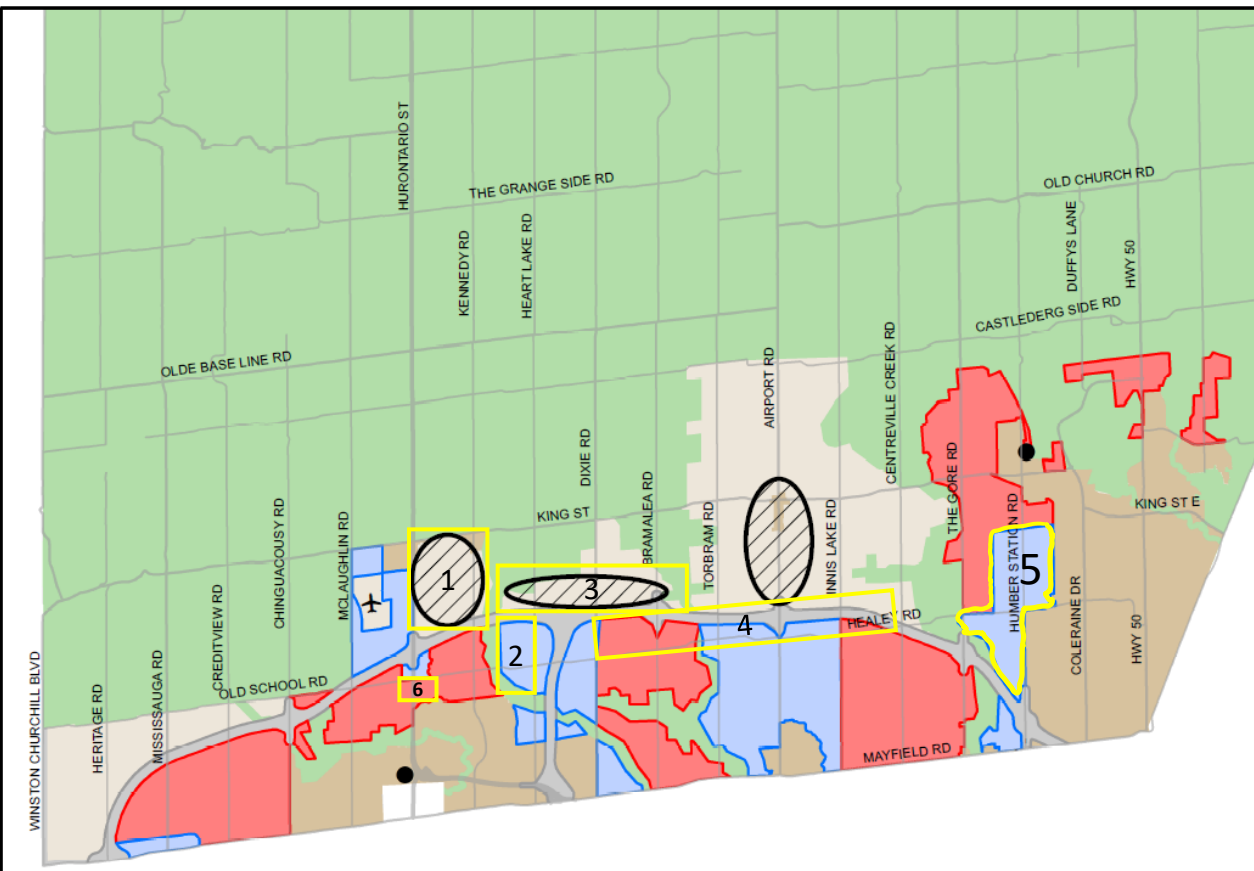 HURONTARIO ST
THE GRANGE SIDE RD
KENNEDY RD
HEART LAKE RD
OLD CHURCH RD
DUFFYS LANE
HWY 50
CASTLEDERG SIDE RD
OLDE BASE LINE RD
AIRPORT RD
CENTREVILLE CREEK RD
DIXIE RD
BRAMALEA RD
KING ST
TORBRAM RD
INNIS LAKE RD
THE GORE RD
HUMBER STATION RD
KING ST E
CHINGUACOUSY RD
MCLAUGHLIN RD
1
3
5
CREDITVIEW RD
4
HEALEY RD
COLERAINE DR
HWY 50
2
6
OLD SCHOOL RD
WINSTON CHURCHILL BLVD
HERITAGE RD
MISSISSAUGA RD
MAYFIELD RD